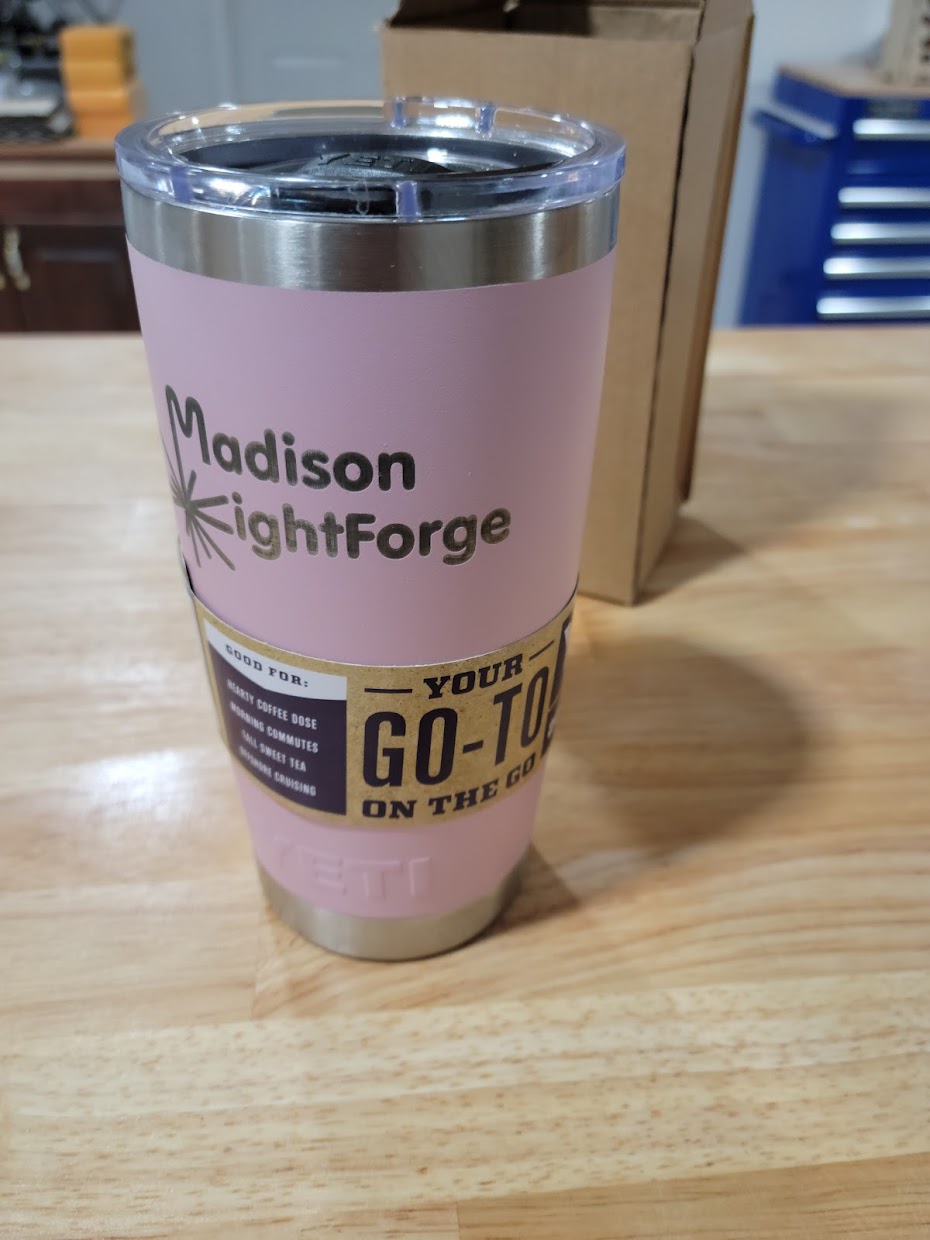 YETI
Madison
LightForge
GOOD FOR:
HEARTY COFFEE DOSE
MORNING COMMUTES
TALL SWEET TEA
OFFSHORE CRUISING
YOUR
GO-TO
ON THE GO
YETI